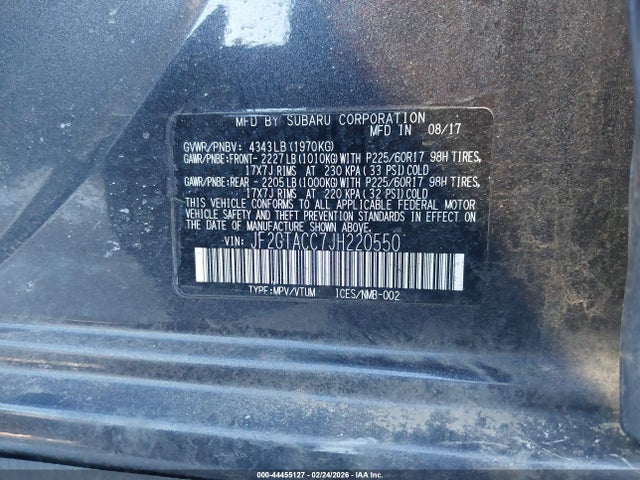 MFD BY SUBARU CORPORATION
MFD IN 08/17
GVWR/PNBV: 4343LB(1970KG)
GAWR/PNBE:FRONT- 2227LB(1010KG)WITH P225/60R17 98H TIRES,
17X7J RIMS AT 230 KPA(33 PSI)COLD
GAWR/PNBE:REAR - 2205LB(1000KG)WITH P225/60R17 98H TIRES,
17X7J RIMS AT 220 KPA(32 PSI)COLD
THIS VEHICLE CONFORMS TO ALL APPLICABLE FEDERAL MOTOR
VEHICLE SAFETY, BUMPER, AND THEFT PREVENTION STANDARDS
IN EFFECT ON THE DATE OF MANUFACTURE SHOWN ABOVE.
VIN: JF2GTACC7JH220550
TYPE:MPV/VTUM ICES/NMB-002
000-44455127 - 02/24/2026 - IAAI.COM